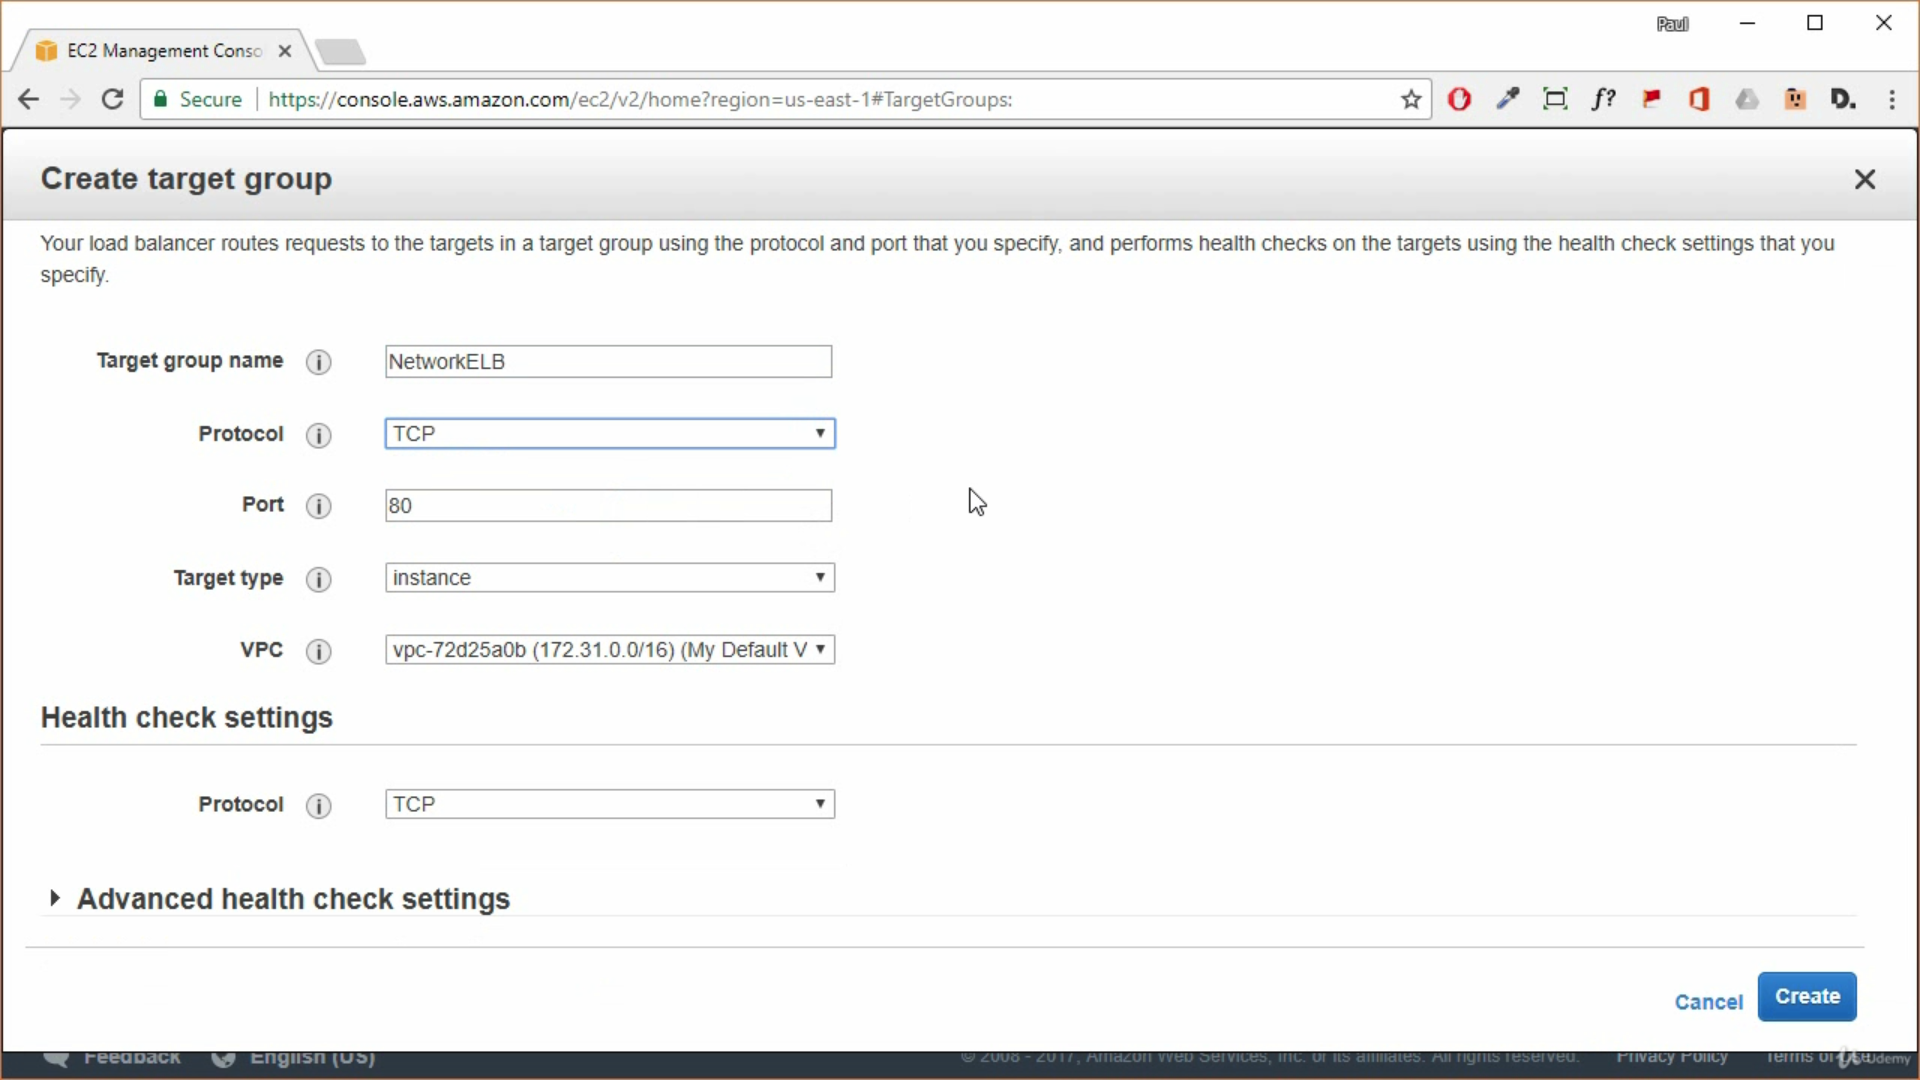 Paul
EC2 Management Conso
Secure
https://console.aws.amazon.com/ec2/v2/home?region=us-east-1#TargetGroups:
f?
D.
Create target group
Your load balancer routes requests to the targets in a target group using the protocol and port that you specify, and performs health checks on the targets using the health check settings that you
specify.
Target group name i NetworkELB
Protocol i TCP
Port i 80
Target type i instance
VPC i vpc-72d25a0b (172.31.0.0/16) (My Default V
Health check settings
Protocol i TCP
Advanced health check settings
Cancel Create
Feedback English (US) © 2008 - 2017, Amazon Web Services, Inc. or its affiliates. All rights reserved. Privacy Policy Terms of Use
Udemy